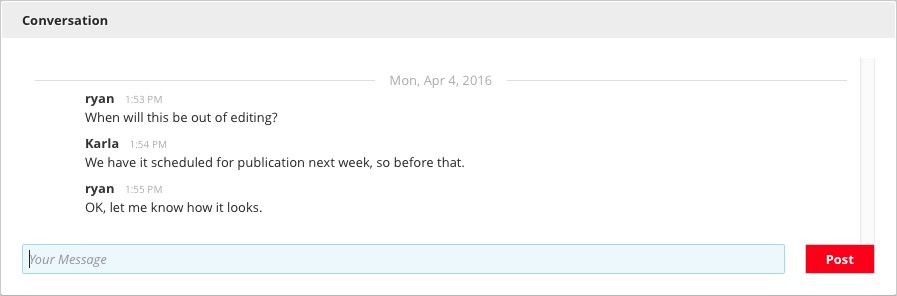 Conversation
Mon, Apr 4, 2016
ryan 1:53 PM
When will this be out of editing?
Karla 1:54 PM
We have it scheduled for publication next week, so before that.
ryan 1:55 PM
OK, let me know how it looks.
Your Message
Post